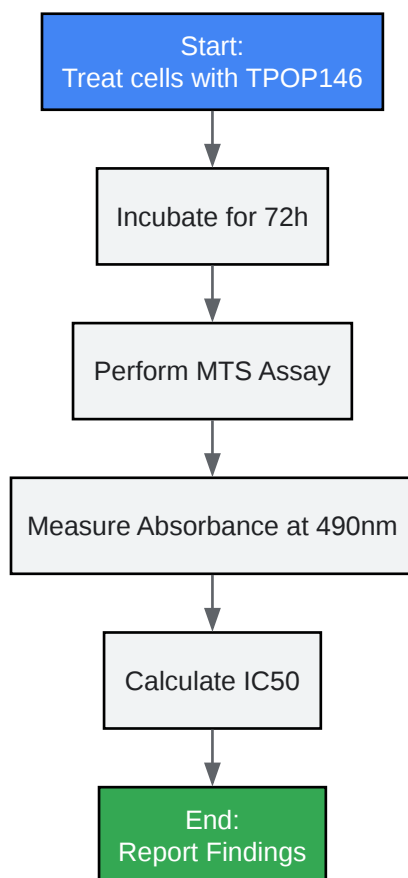 Start:
Treat cells with TPOP146
Incubate for 72h
Perform MTS Assay
Measure Absorbance at 490nm
Calculate IC50
End:
Report Findings